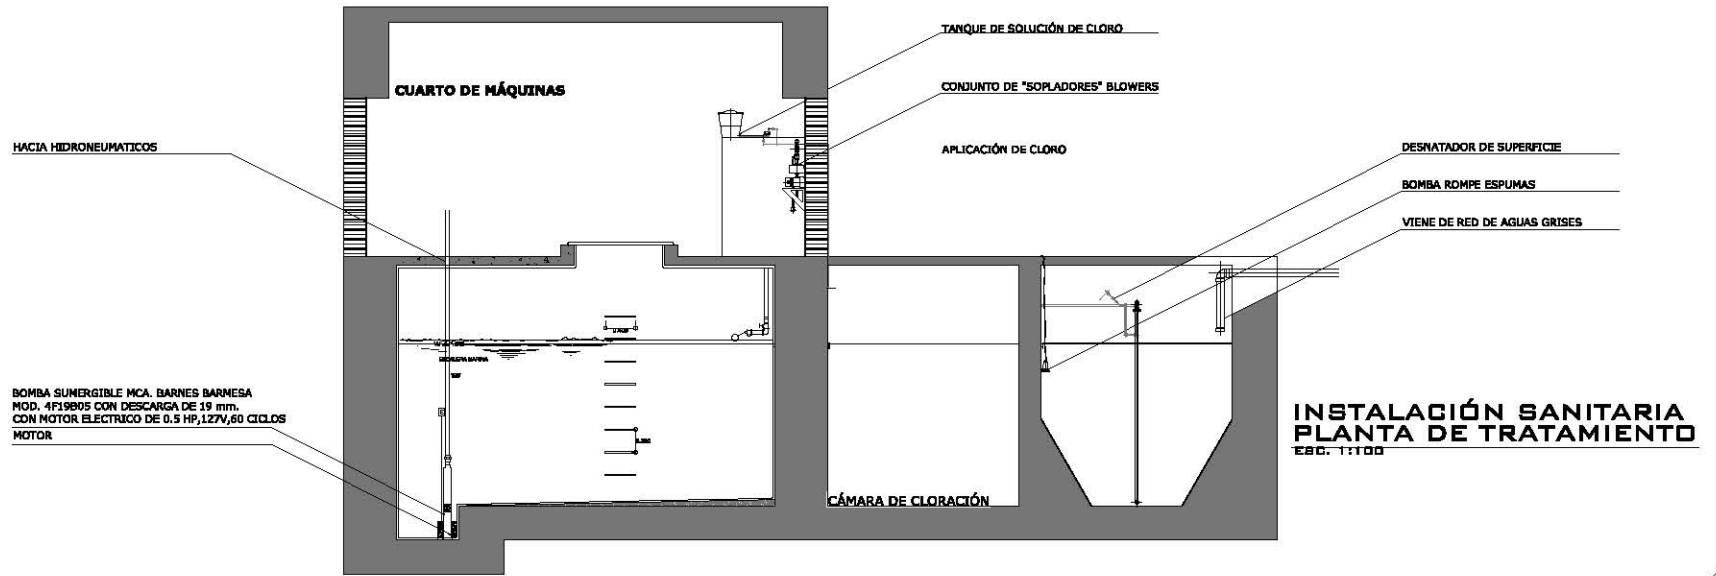 TANQUE DE SOLUCIÓN DE CLORO
CUARTO DE MÁQUINAS
CONJUNTO DE "SOPLADORES" BLOWERS
HACIA HIDRONEUMATICOS
APLICACIÓN DE CLORO
DESNATADOR DE SUPERFICIE
BOMBA ROMPE ESPUMAS
VIENE DE RED DE AGUAS GRISES
ESCALERA MARINA
BOMBA SUMERGIBLE MCA. BARNES BARMESA
MOD. 4F19B05 CON DESCARGA DE 19 mm.
CON MOTOR ELECTRICO DE 0.5 HP,127V,60 CICLOS
MOTOR
INSTALACIÓN SANITARIA
PLANTA DE TRATAMIENTO
ESC. 1:100
CÁMARA DE CLORACIÓN